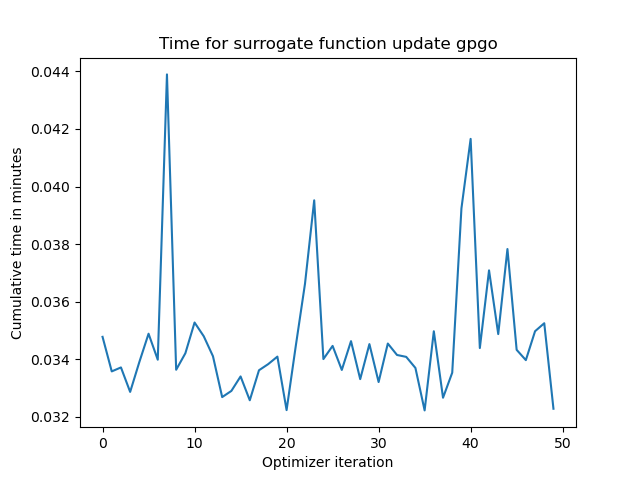 Time for surrogate function update gpgo
Cumulative time in minutes
0.044
0.042
0.040
0.038
0.036
0.034
0.032
0 10 20 30 40 50
Optimizer iteration